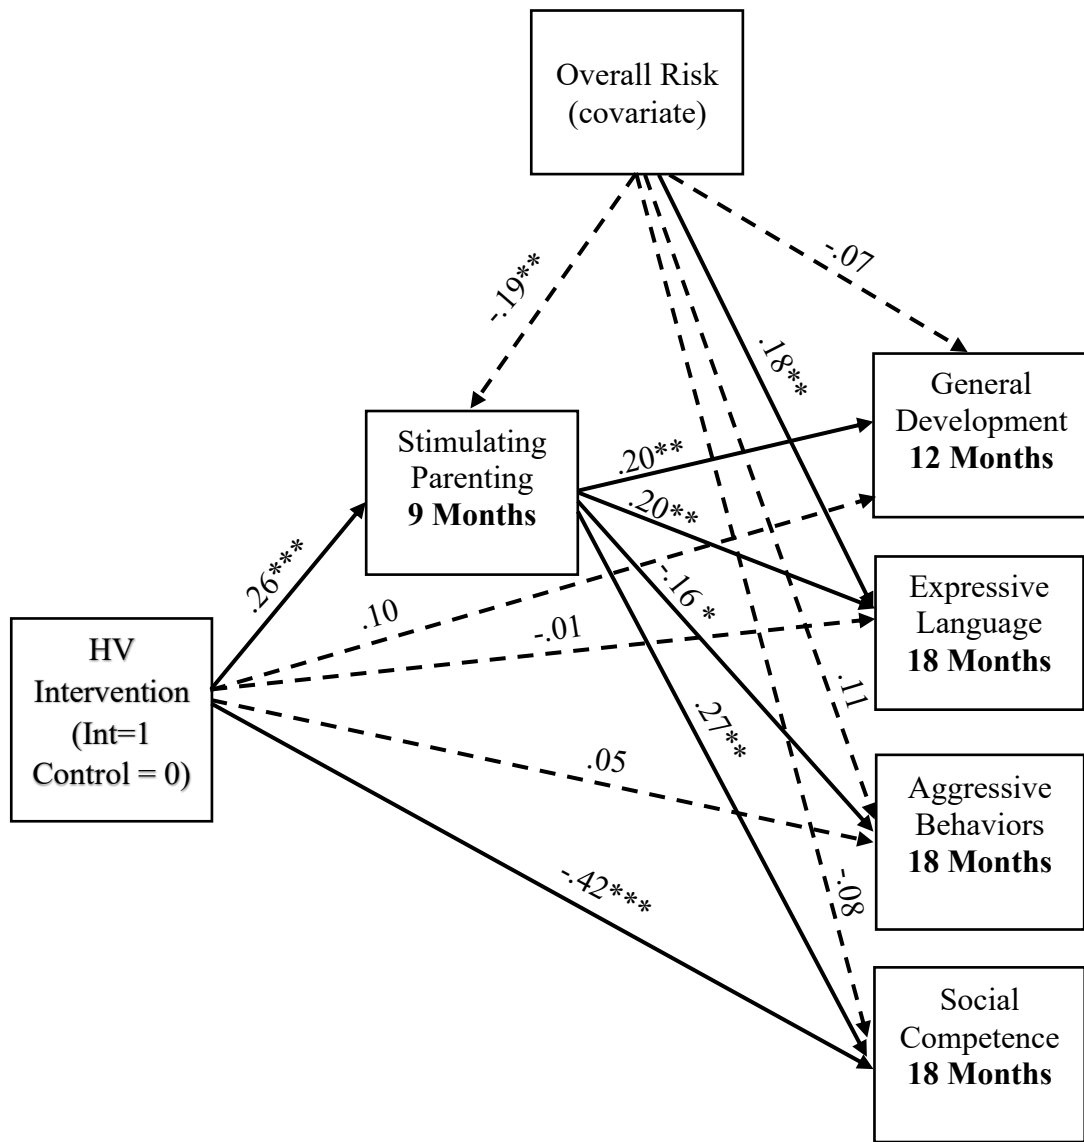 Overall Risk
(covariate)
-.19**
-.07
.18**
General
Development
12 Months
Stimulating
Parenting
9 Months
.20**
.20**
-.16 *
.27**
.26***
.10
-.01
.05
-.42***
.11
-.08
HV
Intervention
(Int=1
Control = 0)
Expressive
Language
18 Months
Aggressive
Behaviors
18 Months
Social
Competence
18 Months